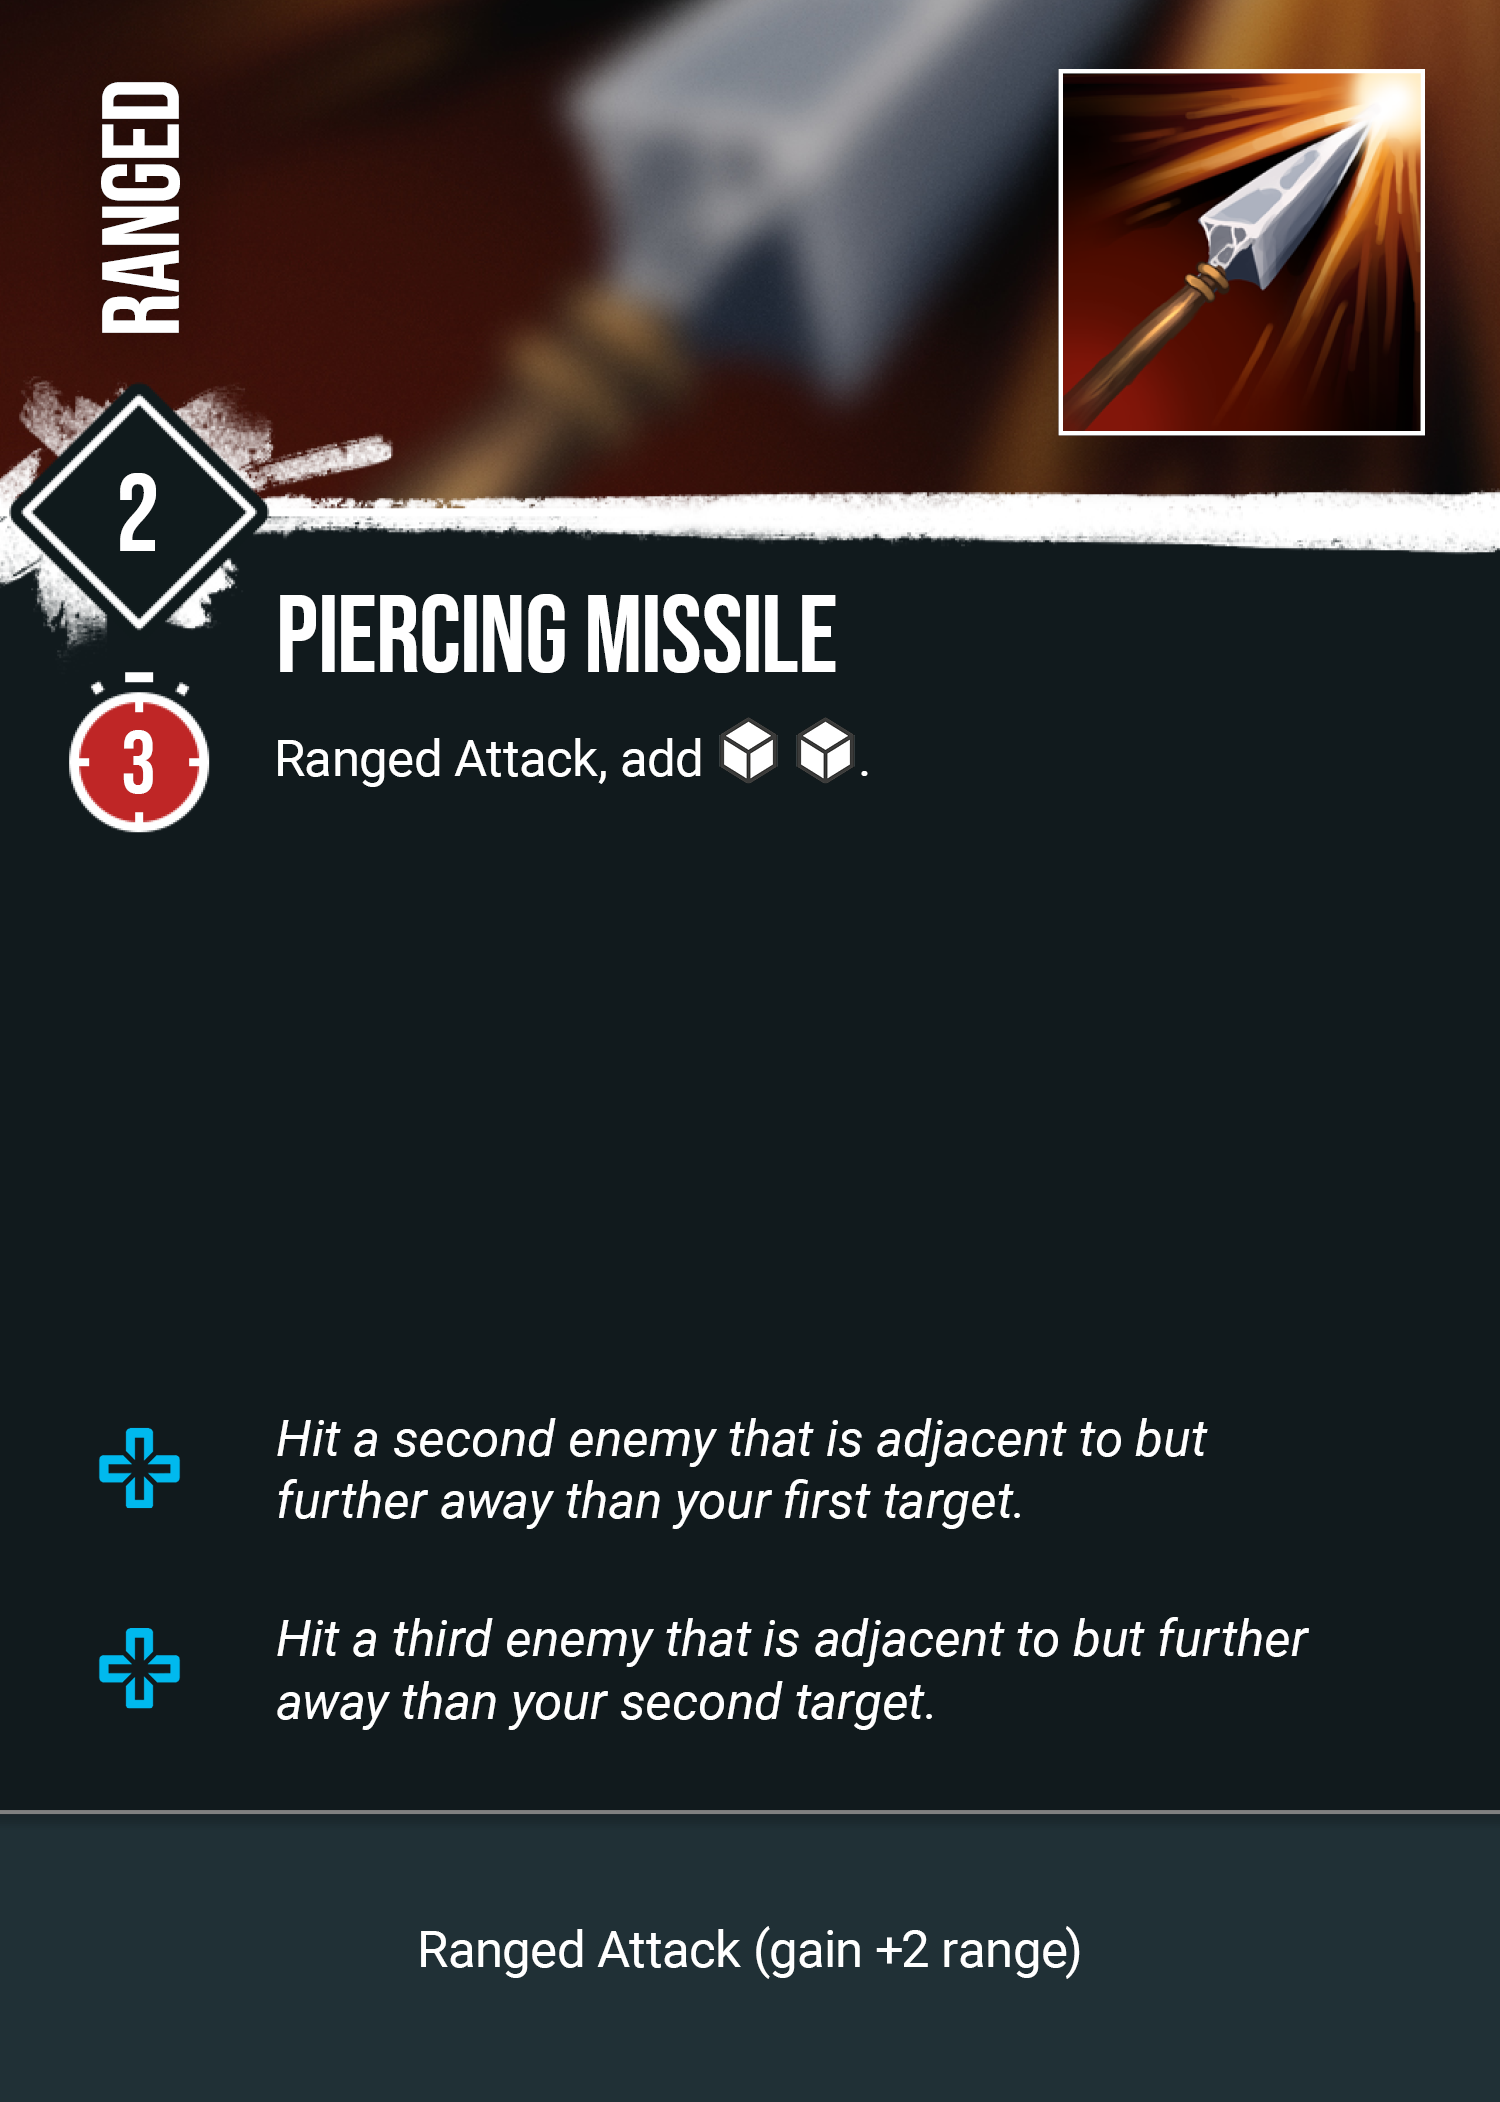 RANGED
2
PIERCING MISSILE
3
Ranged Attack, add .
Hit a second enemy that is adjacent to but
further away than your first target.
Hit a third enemy that is adjacent to but further
away than your second target.
Ranged Attack (gain +2 range)